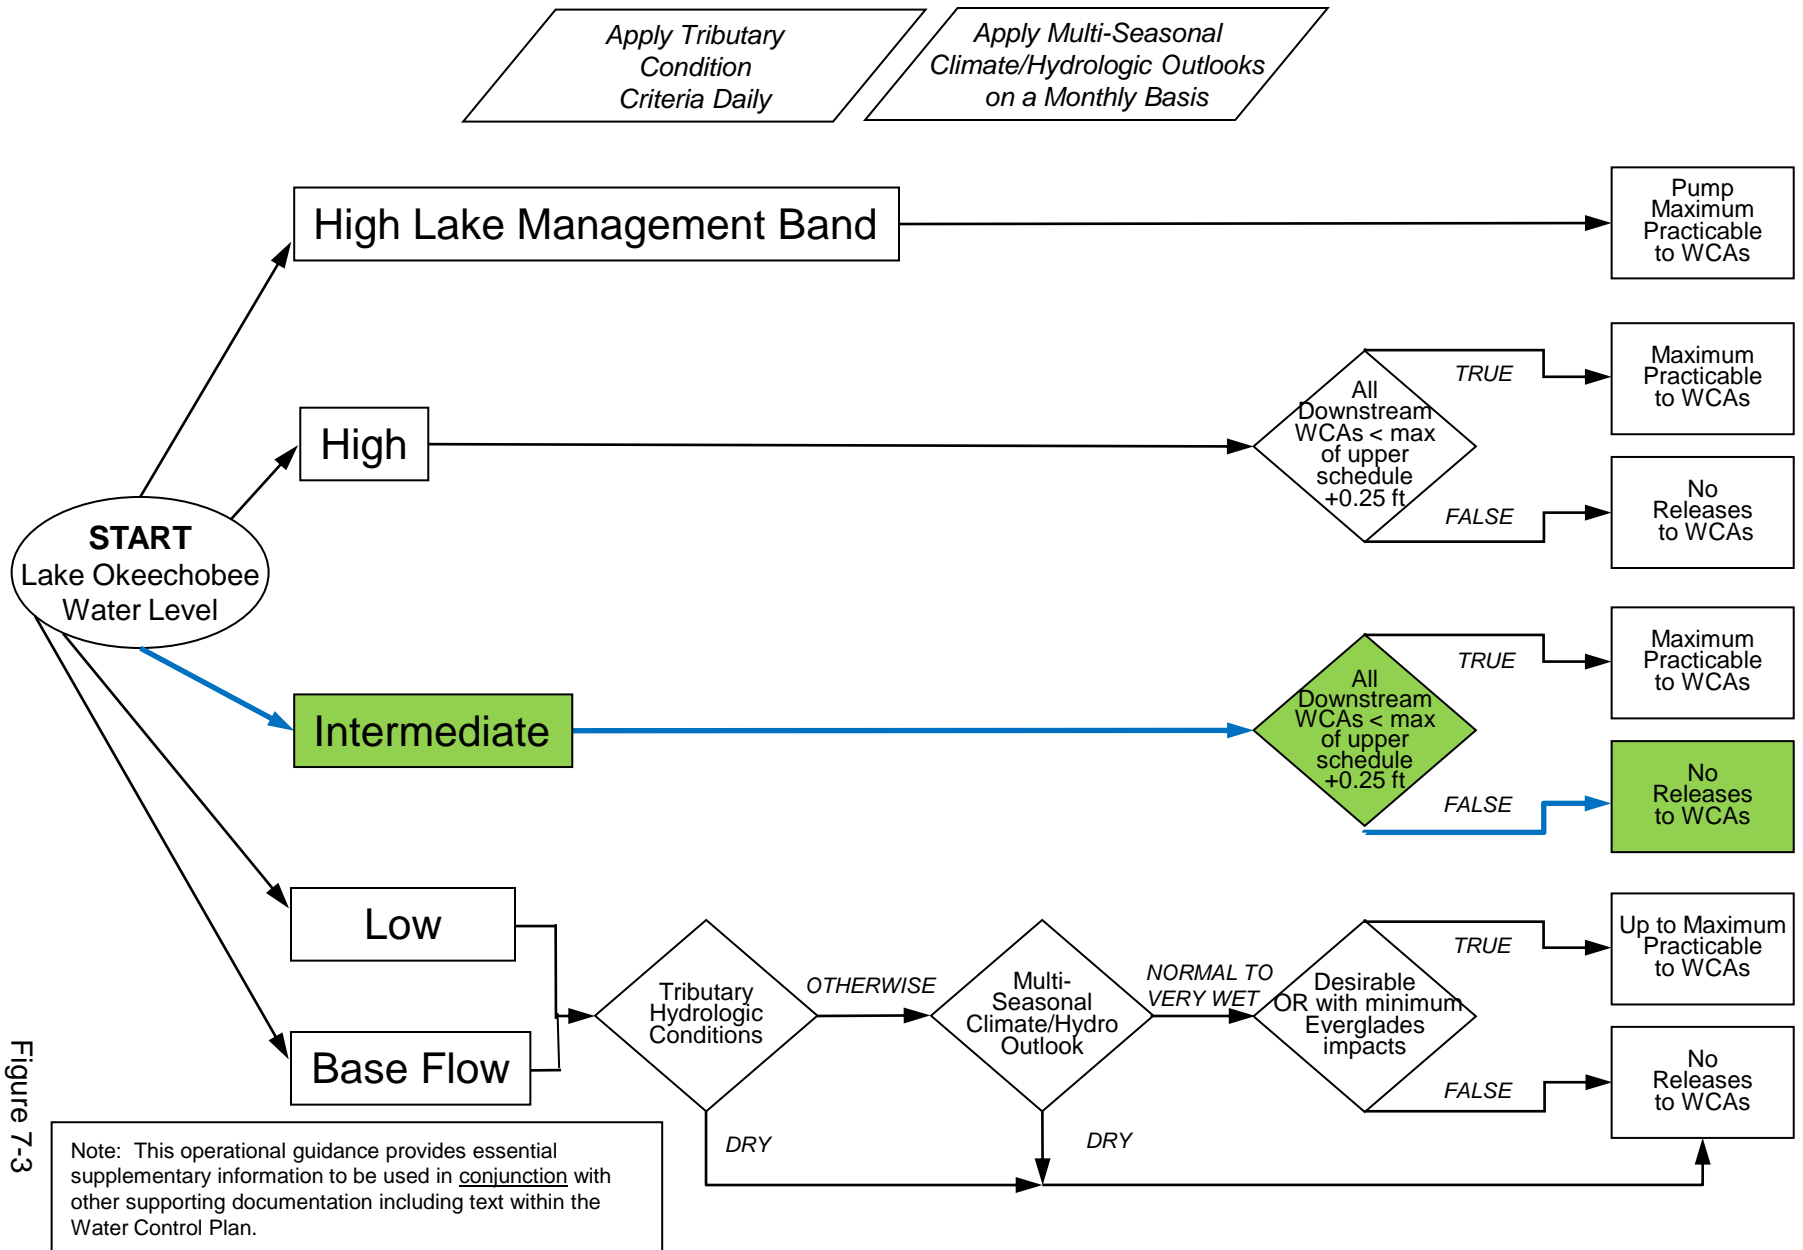 Apply Tributary
Condition
Criteria Daily
Apply Multi-Seasonal
Climate/Hydrologic Outlooks
on a Monthly Basis
High Lake Management Band
Pump
Maximum
Practicable
to WCAs
High
All
Downstream
WCAs < max
of upper
schedule
+0.25 ft
TRUE
Maximum
Practicable
to WCAs
FALSE
No
Releases
to WCAs
START
Lake Okeechobee
Water Level
Intermediate
All
Downstream
WCAs < max
of upper
schedule
+0.25 ft
TRUE
Maximum
Practicable
to WCAs
FALSE
No
Releases
to WCAs
Low
Base Flow
Tributary
Hydrologic
Conditions
OTHERWISE
DRY
Multi-
Seasonal
Climate/Hydro
Outlook
NORMAL TO
VERY WET
DRY
Desirable
OR with minimum
Everglades
impacts
TRUE
Up to Maximum
Practicable
to WCAs
FALSE
No
Releases
to WCAs
Figure 7-3
Note: This operational guidance provides essential
supplementary information to be used in conjunction with
other supporting documentation including text within the
Water Control Plan.